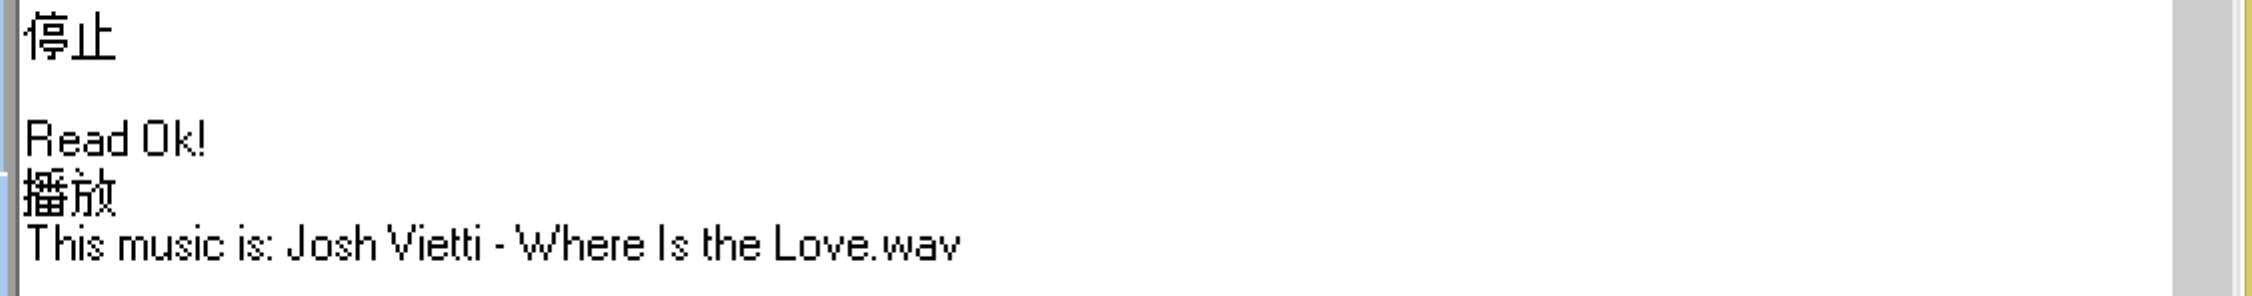 停止
Read Ok!
播放
This music is: Josh Vietti - Where Is the Love.wav